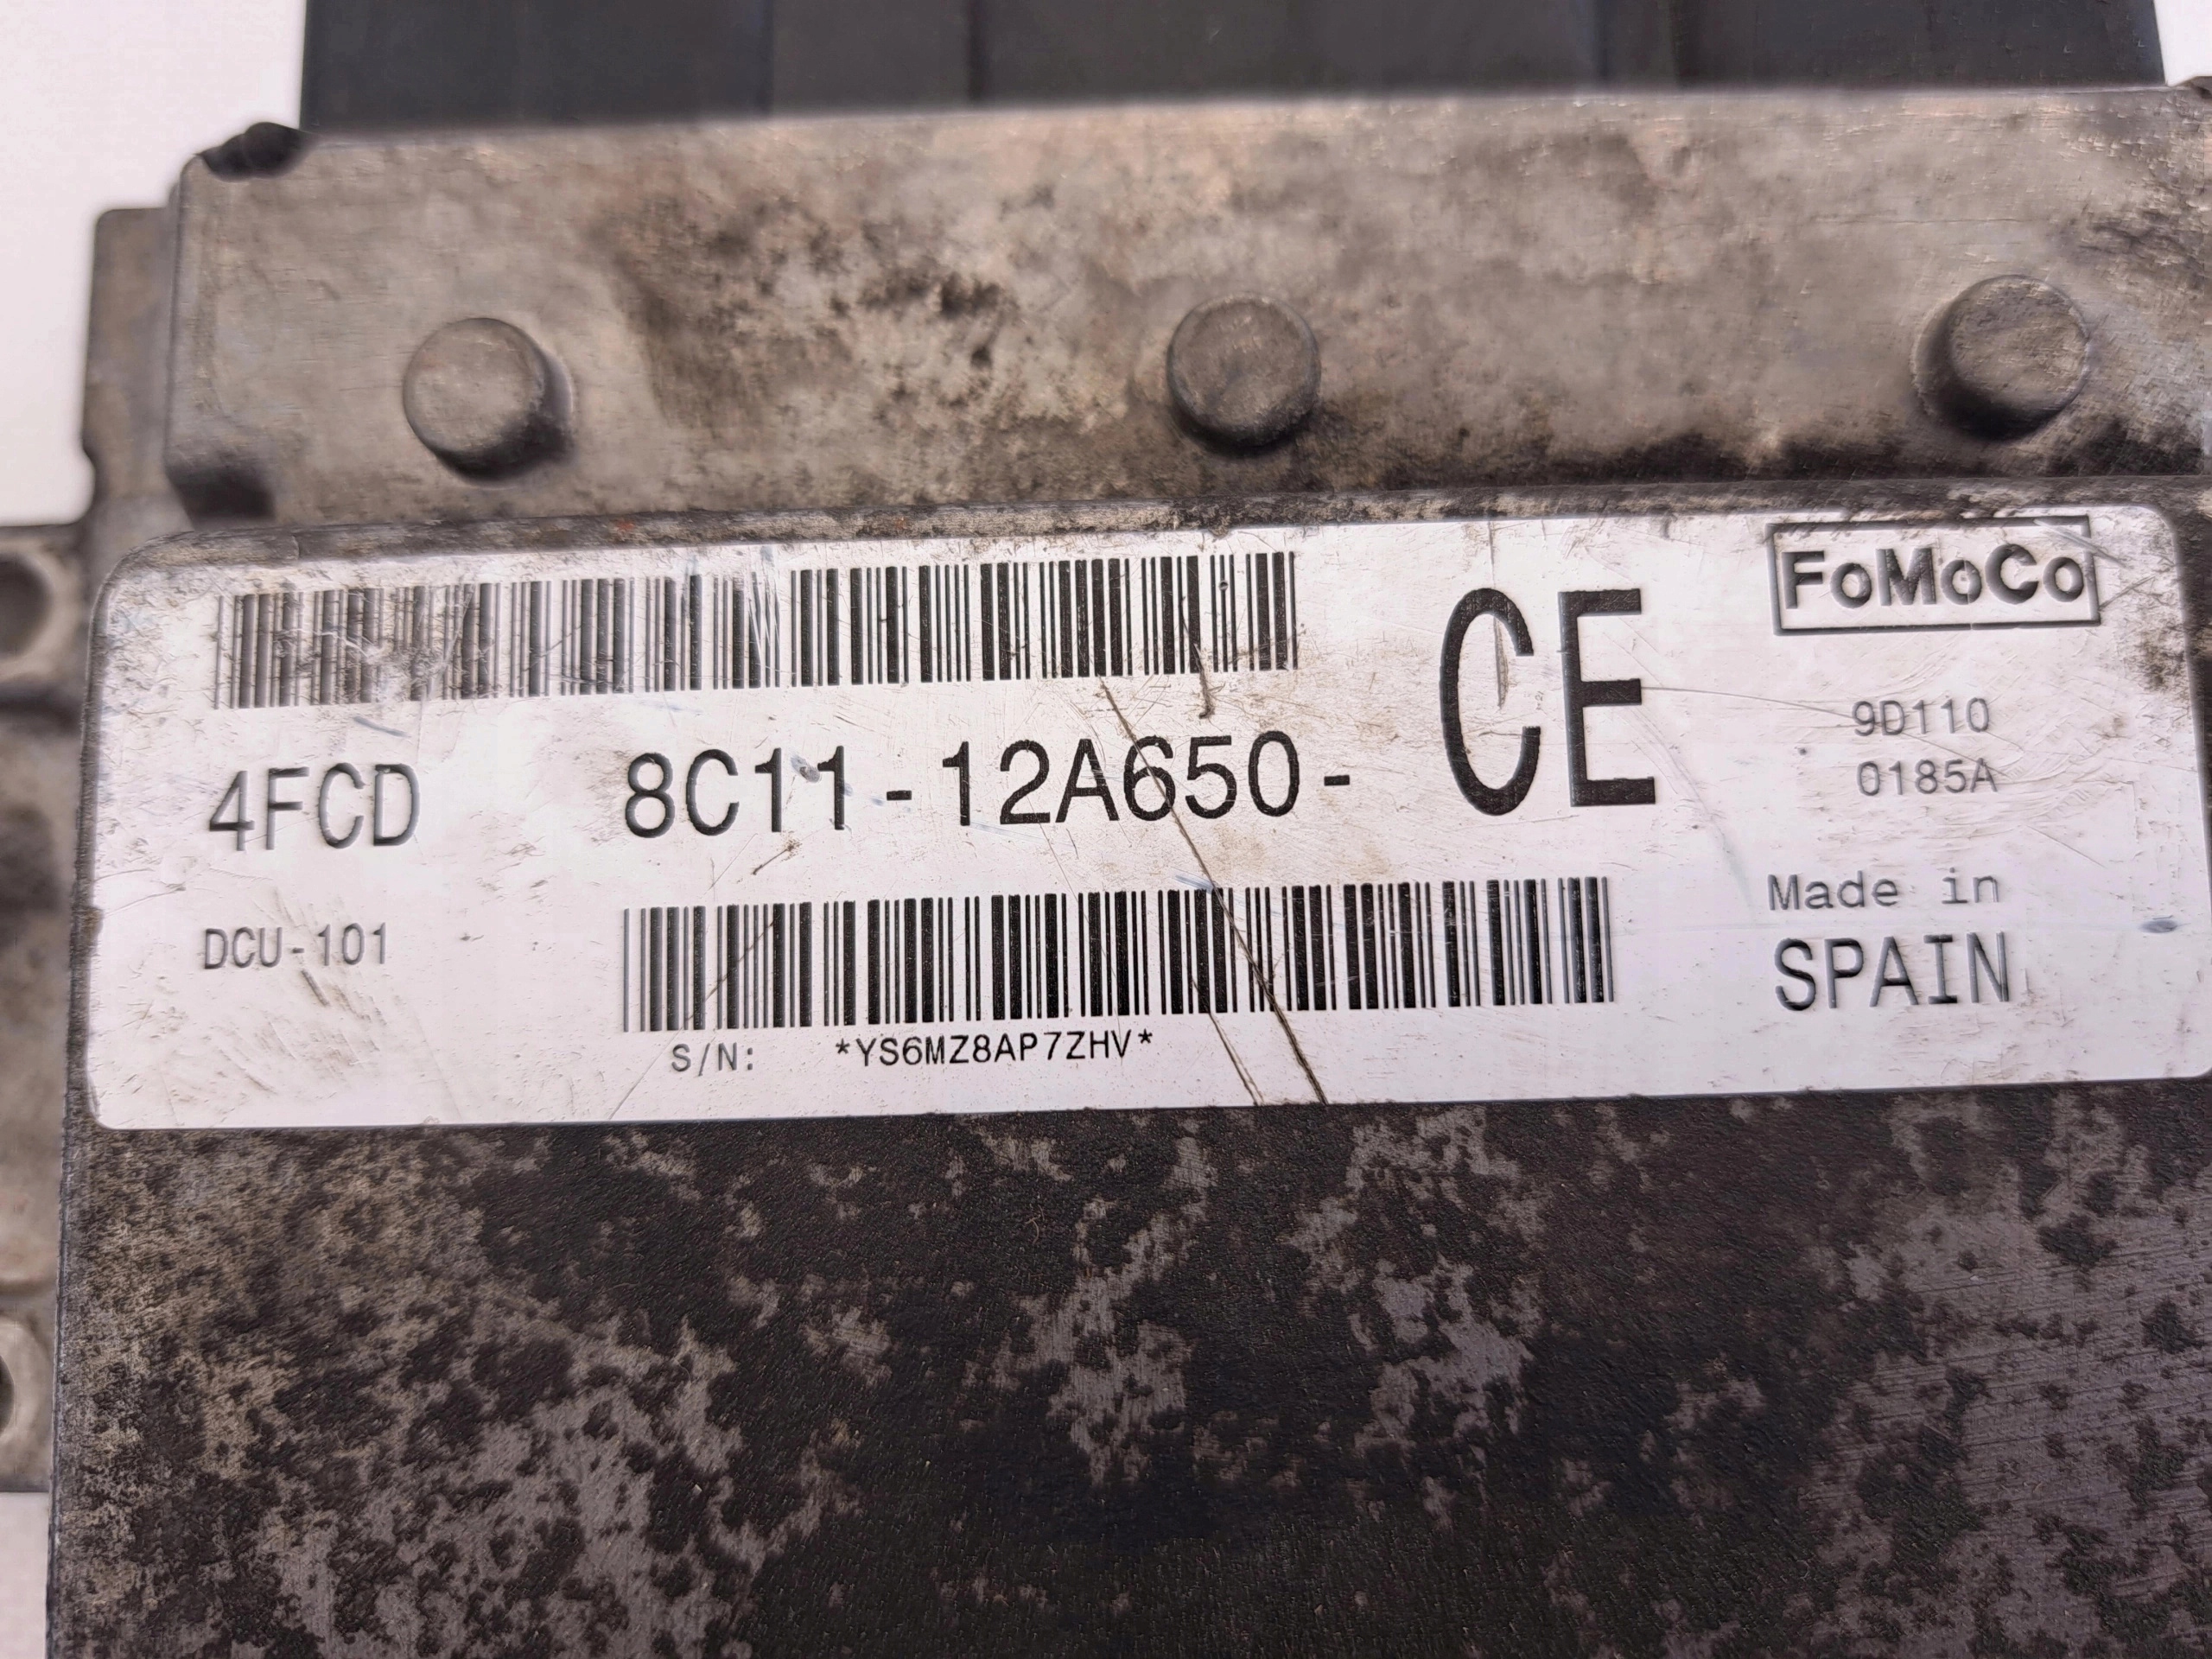 FoMoCo
4FCD 8C11-12A650- CE
9D110
0185A
DCU-101
Made in
SPAIN
S/N: *YS6MZ8AP7ZHV*